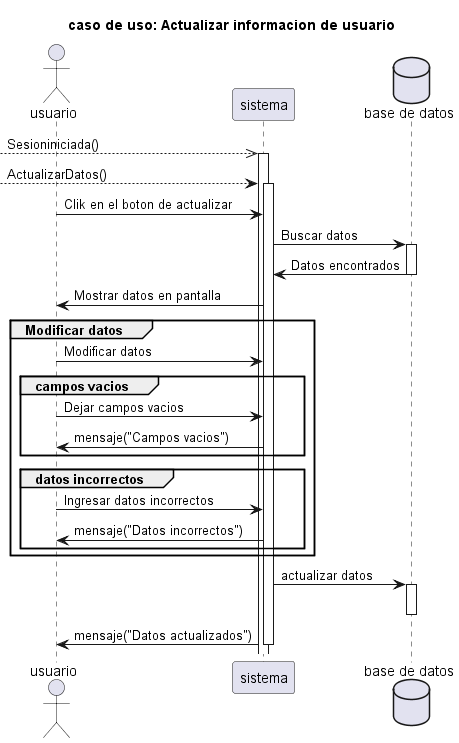 caso de uso: Actualizar informacion de usuario
usuario
sistema
base de datos
Sesioniniciada()
ActualizarDatos()
Clik en el boton de actualizar
Buscar datos
Datos encontrados
Mostrar datos en pantalla
Modificar datos
Modificar datos
campos vacios
Dejar campos vacios
mensaje("Campos vacios")
datos incorrectos
Ingresar datos incorrectos
mensaje("Datos incorrectos")
actualizar datos
mensaje("Datos actualizados")
usuario
sistema
base de datos